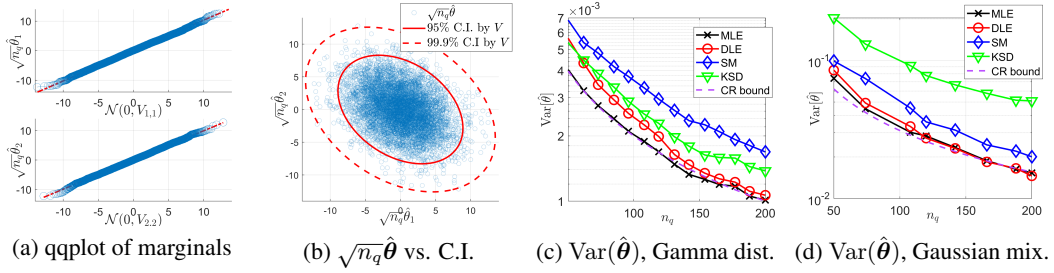 10
0
-10
√n_q θ̂_1
-10 -5 0 5 10
N(0, V_{1,1})
10
0
-10
√n_q θ̂_2
-10 -5 0 5 10
N(0, V_{2.2})
(a) qqplot of marginals
√n_q θ̂
95% C.I. by V
99.9% C.I by V
10
5
0
-5
-10
√n_q θ̂_2
-10 -5 0 5 10
√n_q θ̂_1
(b) √n_q θ̂ vs. C.I.
×10^{-3}
7
6
5
4
3
2
1
Var[θ̂]
MLE
DLE
SM
KSD
CR bound
100 150 200
n_q
(c) Var(θ̂), Gamma dist.
10^{-1}
10^{-2}
Var[θ̂]
MLE
DLE
SM
KSD
CR bound
50 100 150 200
n_q
(d) Var(θ̂), Gaussian mix.